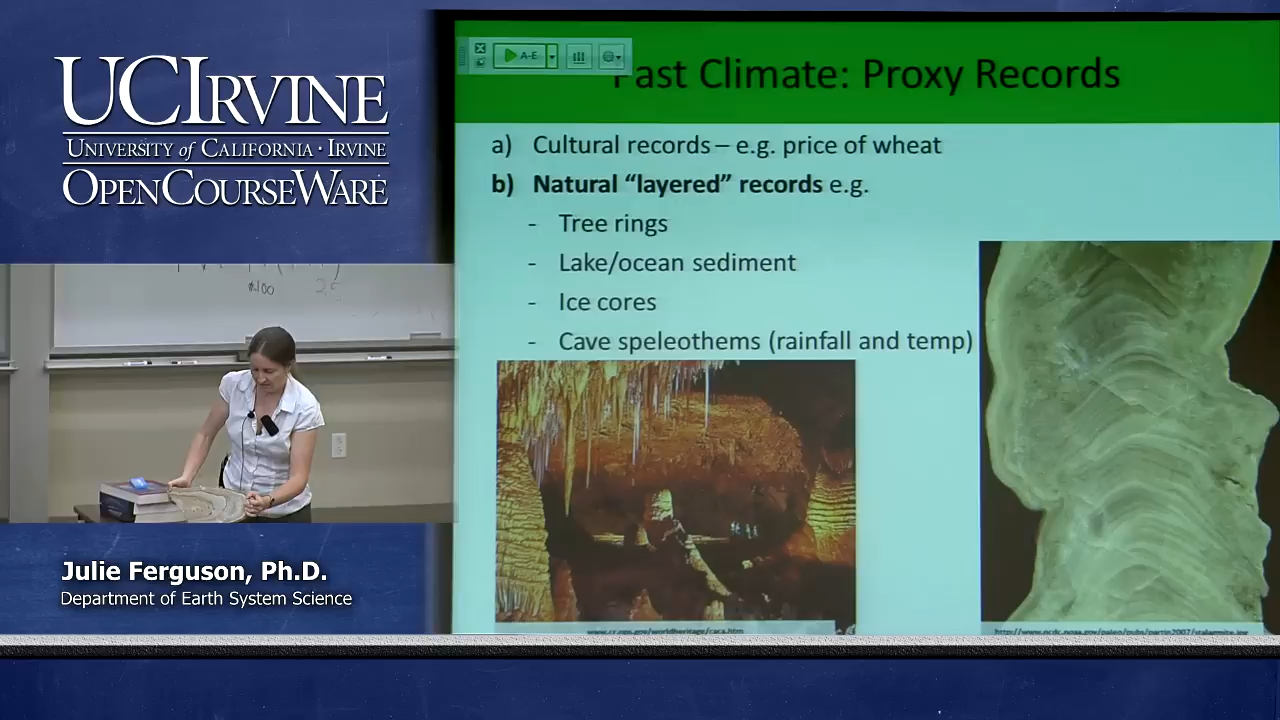 UCIRVINE
UNIVERSITY of CALIFORNIA · IRVINE
OPENCOURSEWARE
A-E
Past Climate: Proxy Records
a) Cultural records – e.g. price of wheat
b) Natural “layered” records e.g.
- Tree rings
- Lake/ocean sediment
- Ice cores
- Cave speleothems (rainfall and temp)
Julie Ferguson, Ph.D.
Department of Earth System Science